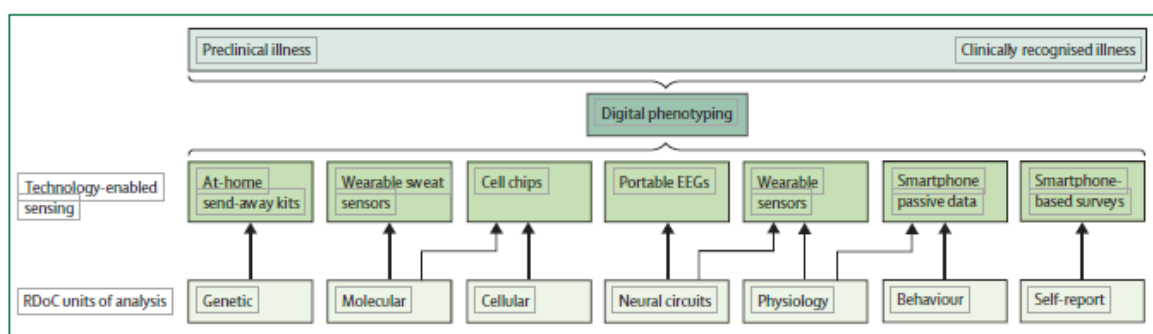 Preclinical illness Clinically recognised illness
Digital phenotyping
Technology-enabled
sensing
At-home
send-away kits
Wearable sweat
sensors
Cell chips
Portable EEGs
Wearable
sensors
Smartphone
passive data
Smartphone-
based surveys
RDoC units of analysis
Genetic
Molecular
Cellular
Neural circuits
Physiology
Behaviour
Self-report